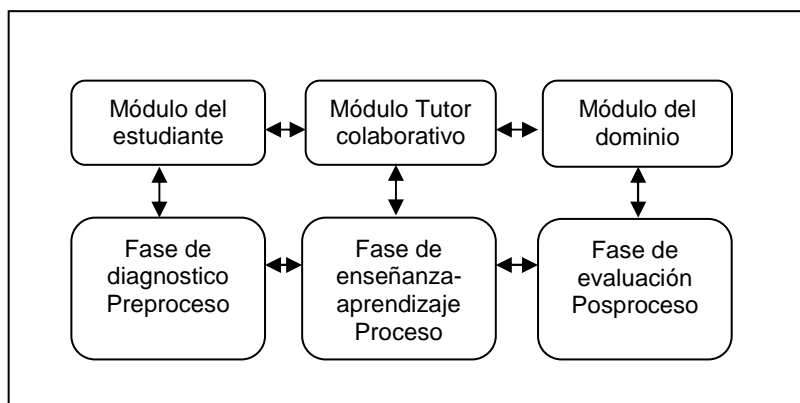 Módulo del
estudiante
Módulo Tutor
colaborativo
Módulo del
dominio
Fase de
diagnostico
Preproceso
Fase de
enseñanza-
aprendizaje
Proceso
Fase de
evaluación
Posproceso